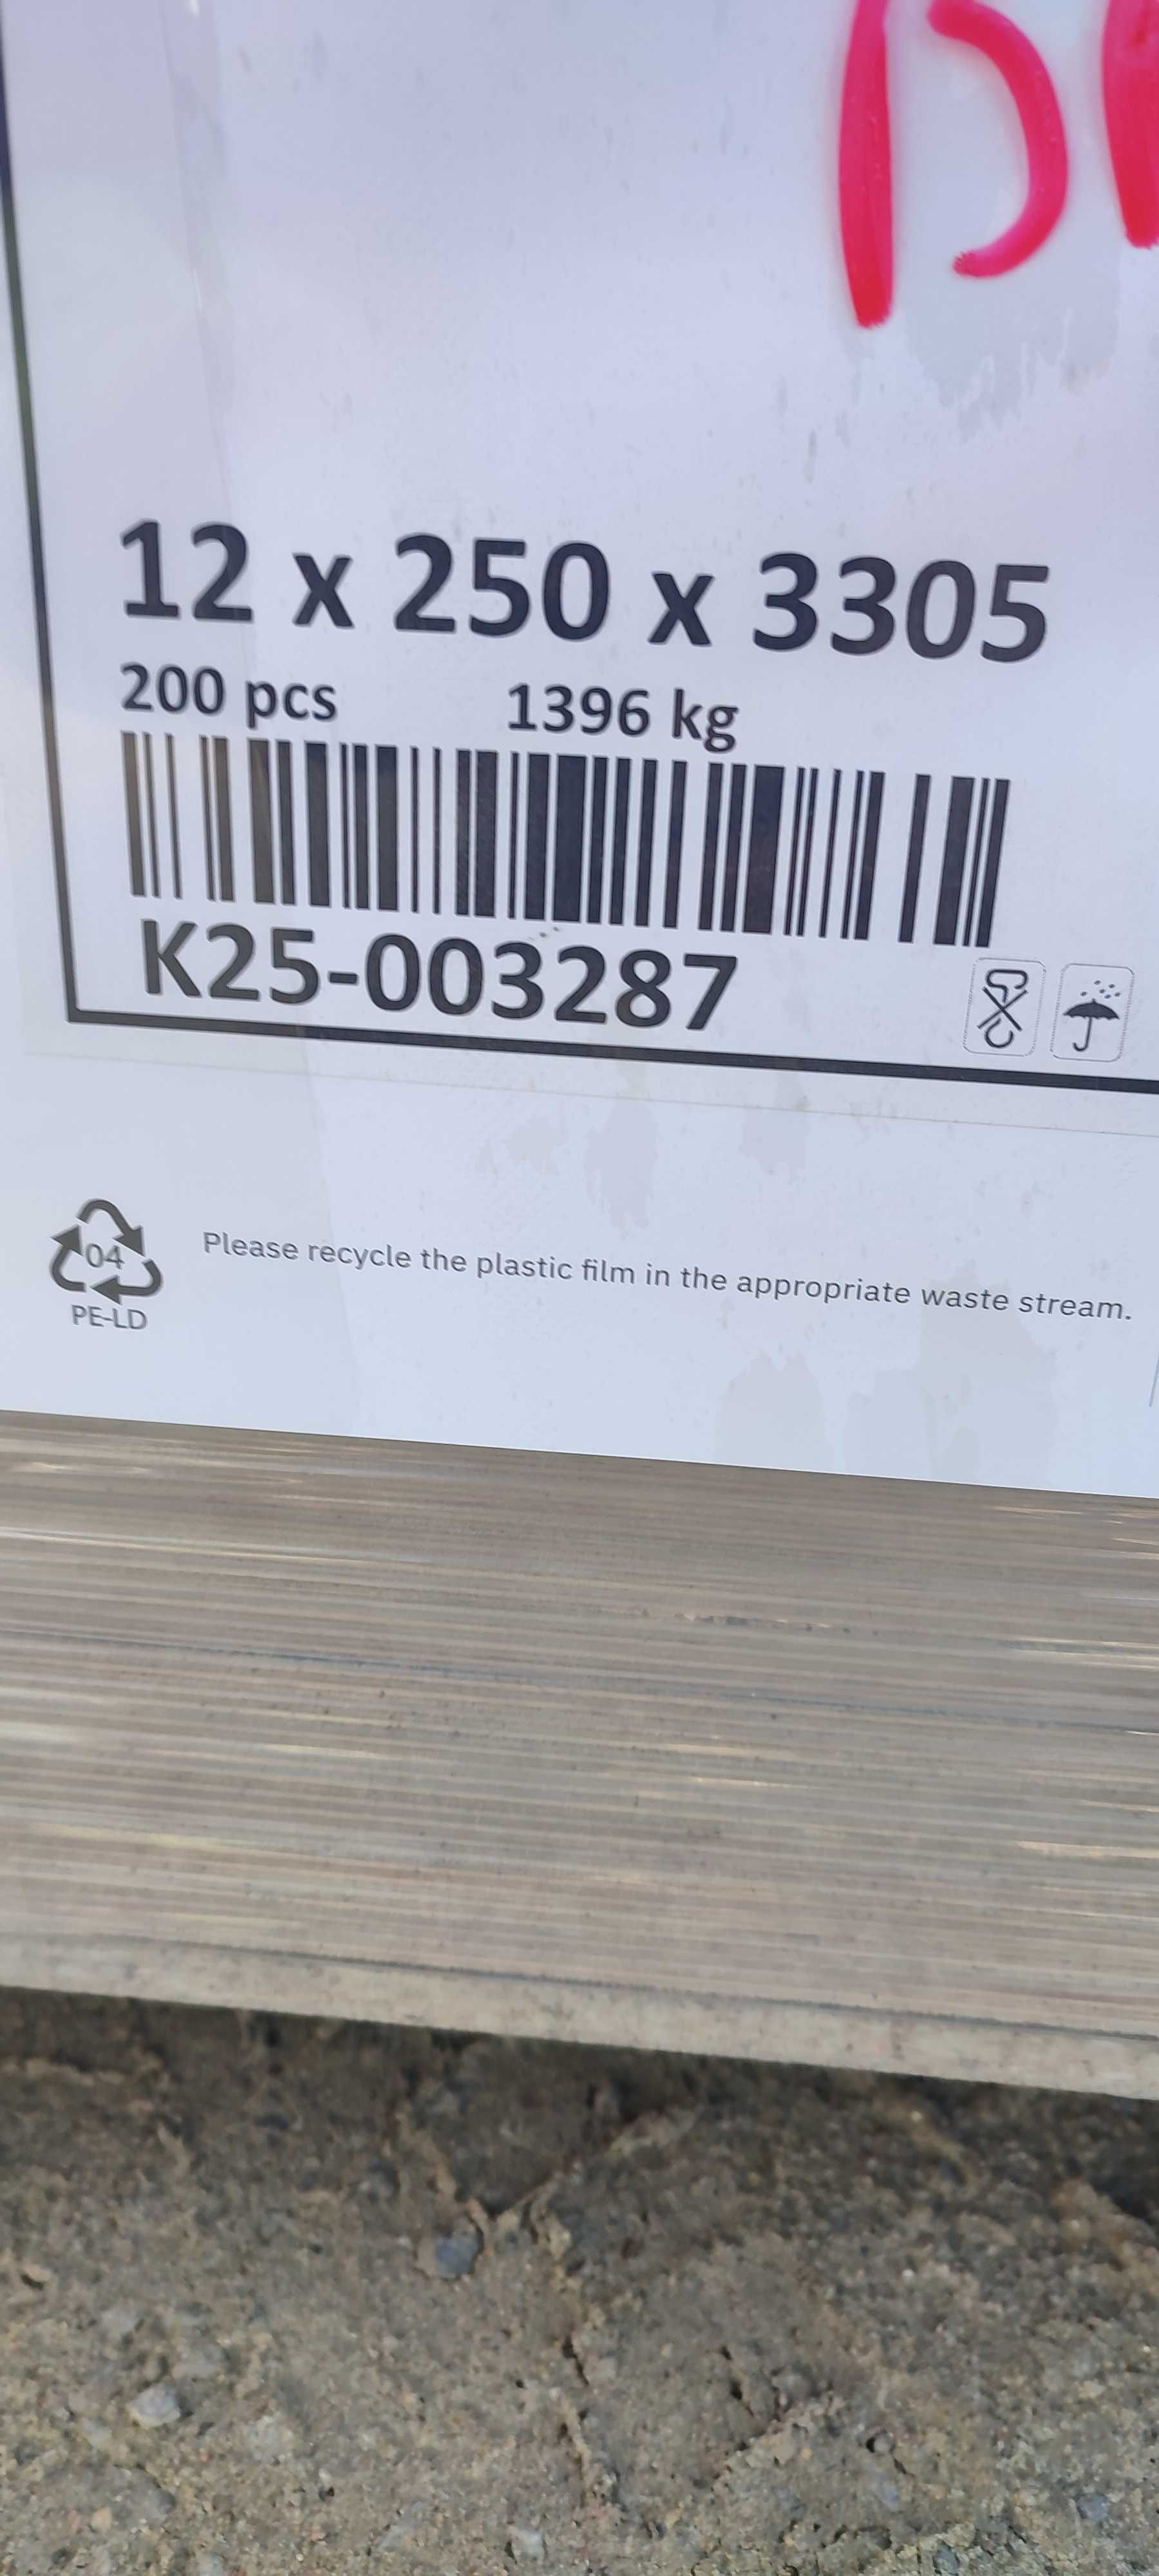 12 x 250 x 3305
200 pcs 1396 kg
K25-003287
04
PE-LD
Please recycle the plastic film in the appropriate waste stream.